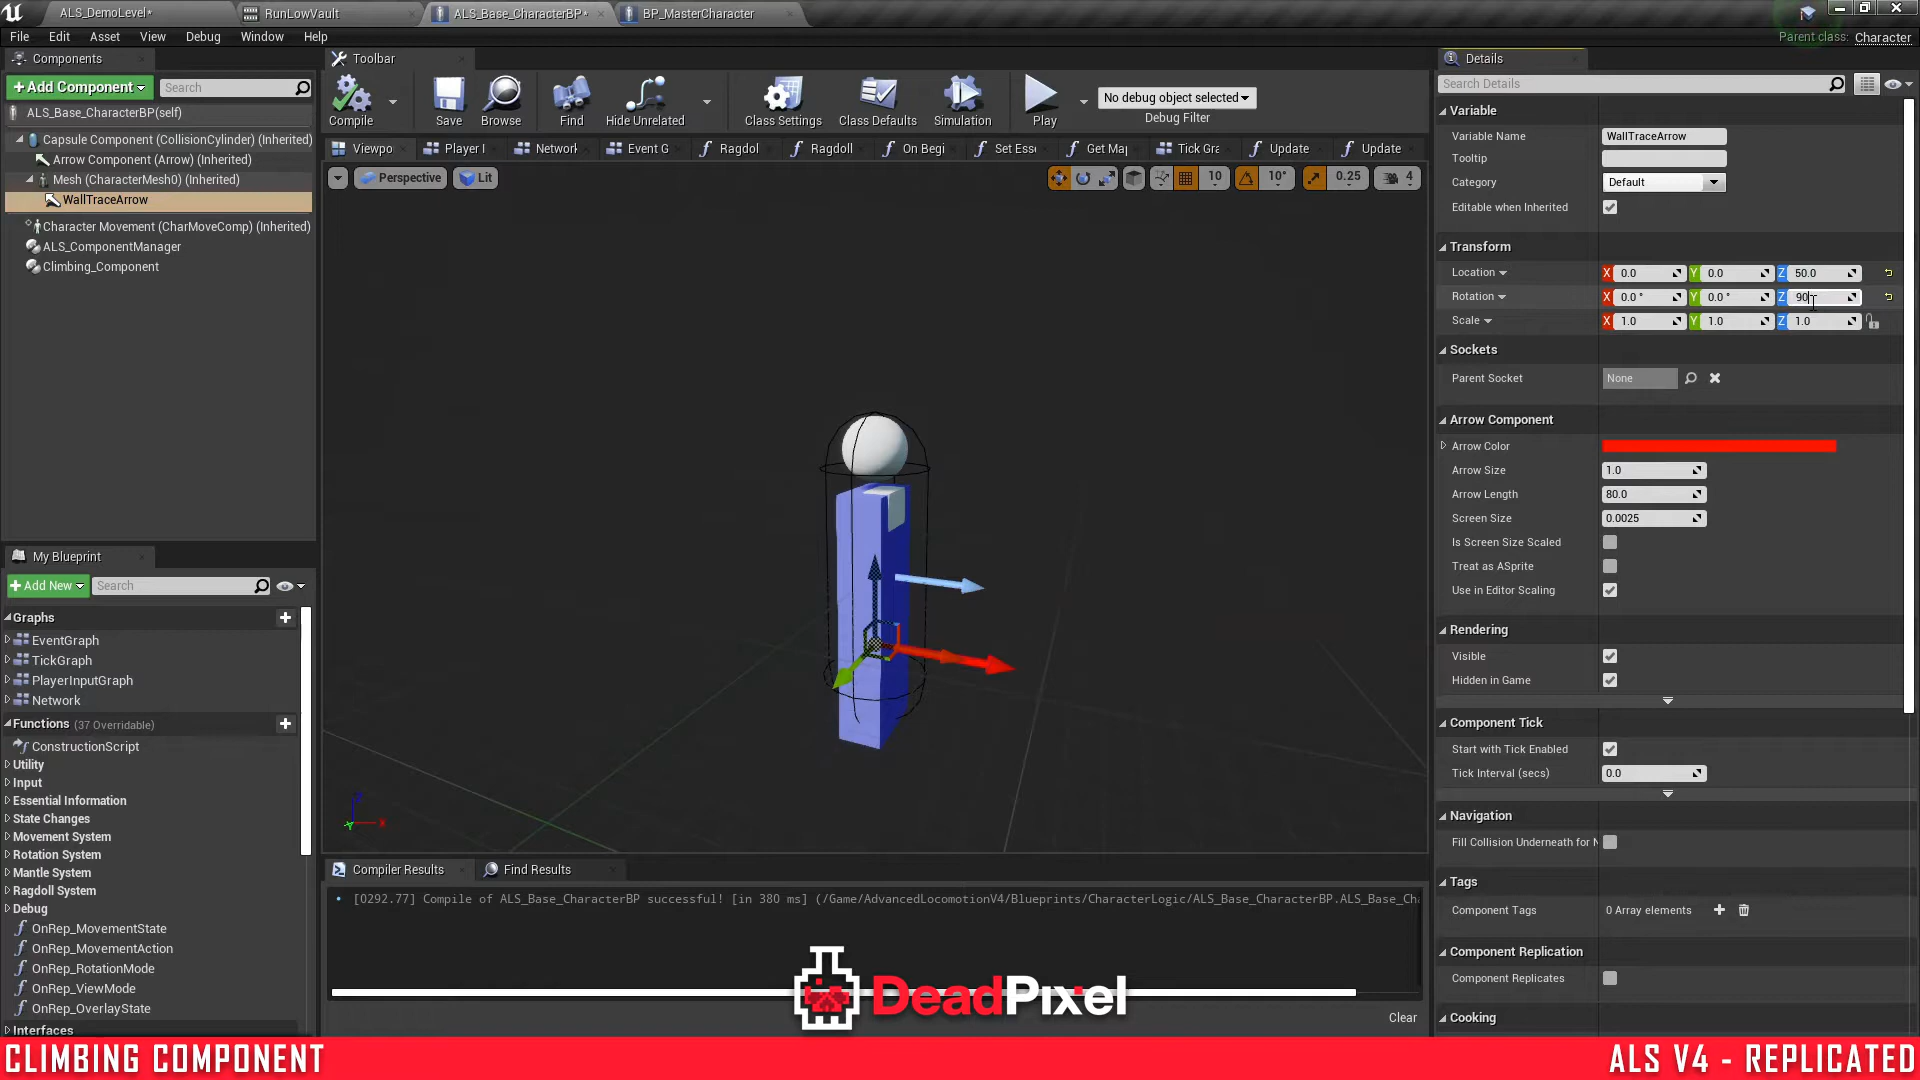 ALS_DemoLevel*
RunLowVault
ALS_Base_CharacterBP*
BP_MasterCharacter
Parent class: Character
File Edit Asset View Debug Window Help
Components
+Add Component
Search
ALS_Base_CharacterBP(self)
Capsule Component (CollisionCylinder) (Inherited)
Arrow Component (Arrow) (Inherited)
Mesh (CharacterMesh0) (Inherited)
WallTraceArrow
Character Movement (CharMoveComp) (Inherited)
ALS_ComponentManager
Climbing_Component
Toolbar
Compile Save Browse Find Hide Unrelated Class Settings Class Defaults Simulation Play
No debug object selected
Debug Filter
Viewpo Player I Network Event G Ragdol Ragdoll On Begi Set Ess Get Ma Tick Gra Update Update
Perspective Lit
10 10° 0.25 4
My Blueprint
+Add New
Search
Graphs
EventGraph
TickGraph
PlayerInputGraph
Network
Functions (37 Overridable)
ConstructionScript
Utility
Input
Essential Information
State Changes
Movement System
Rotation System
Mantle System
Ragdoll System
Debug
OnRep_MovementState
OnRep_MovementAction
OnRep_RotationMode
OnRep_ViewMode
OnRep_OverlayState
Interfaces
Compiler Results
Find Results
[0292.77] Compile of ALS_Base_CharacterBP successful! [in 380 ms] (/Game/AdvancedLocomotionV4/Blueprints/CharacterLogic/ALS_Base_CharacterBP.ALS_Base_Cha
DeadPixel
Clear
Details
Search Details
Variable
Variable Name WallTraceArrow
Tooltip
Category Default
Editable when Inherited
Transform
Location X 0.0 Y 0.0 Z 50.0
Rotation X 0.0 ° Y 0.0 ° Z 90
Scale X 1.0 Y 1.0 Z 1.0
Sockets
Parent Socket None
Arrow Component
Arrow Color
Arrow Size 1.0
Arrow Length 80.0
Screen Size 0.0025
Is Screen Size Scaled
Treat as ASprite
Use in Editor Scaling
Rendering
Visible
Hidden in Game
Component Tick
Start with Tick Enabled
Tick Interval (secs) 0.0
Navigation
Fill Collision Underneath for N
Tags
Component Tags 0 Array elements
Component Replication
Component Replicates
Cooking
CLIMBING COMPONENT
ALS V4 - REPLICATED